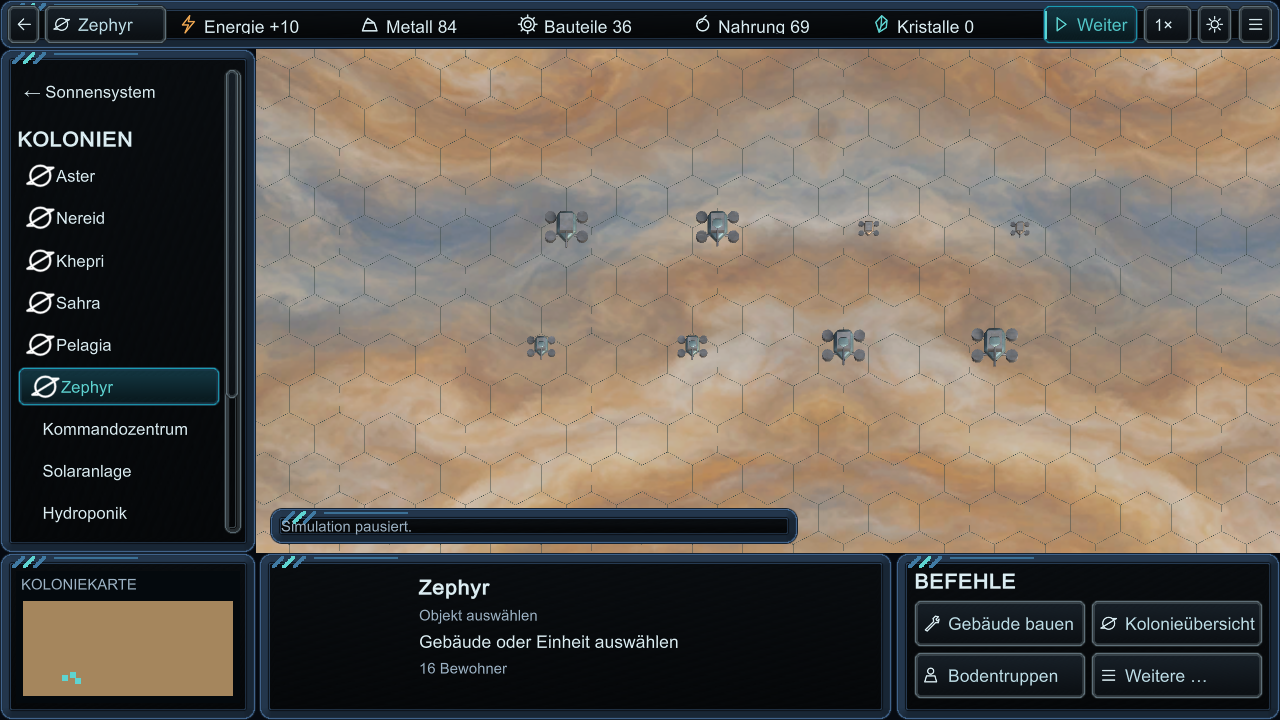 Zephyr
Energie +10
Metall 84
Bauteile 36
Nahrung 69
Kristalle 0
Weiter
1×
← Sonnensystem
KOLONIEN
Aster
Nereid
Khepri
Sahra
Pelagia
Zephyr
Kommandozentrum
Solaranlage
Hydroponik
Simulation pausiert.
KOLONIEKARTE
Zephyr
Objekt auswählen
Gebäude oder Einheit auswählen
16 Bewohner
BEFEHLE
Gebäude bauen
Kolonieübersicht
Bodentruppen
Weitere …